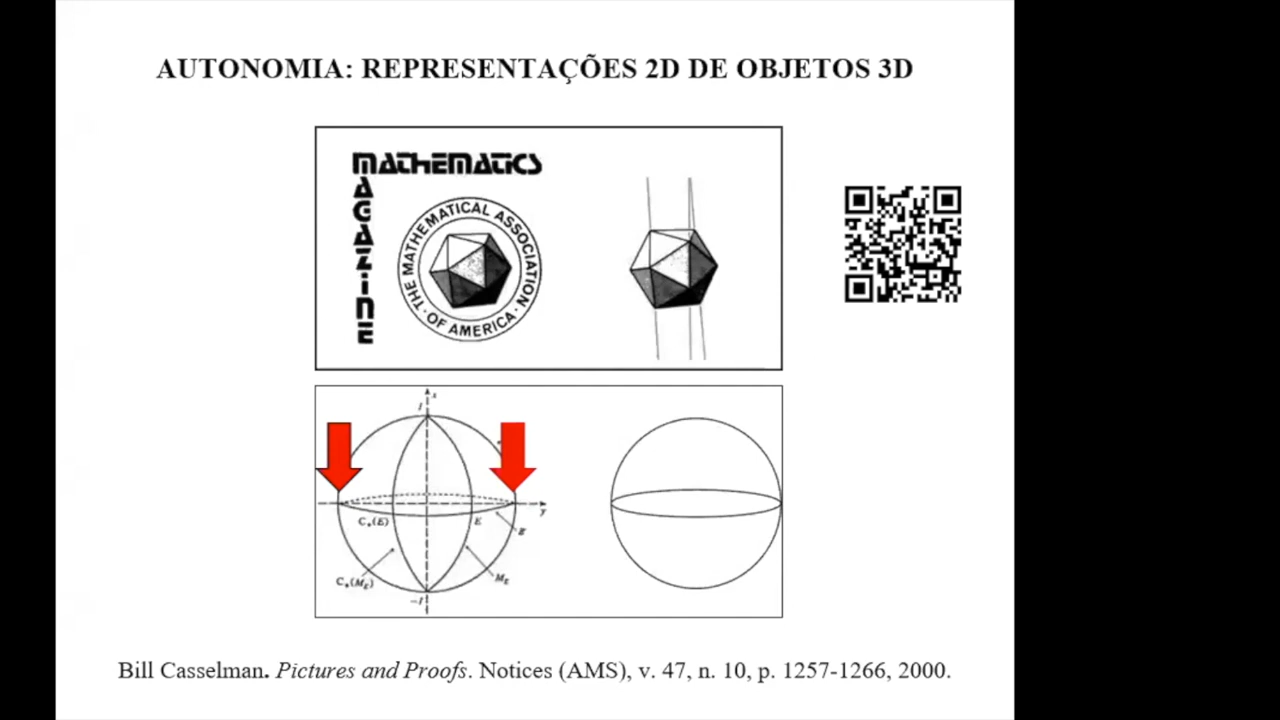 AUTONOMIA: REPRESENTAÇÕES 2D DE OBJETOS 3D
MATHEMATICS
MAGAZINE
THE MATHEMATICAL ASSOCIATION
· OF AMERICA ·
I
y
C₊(E)
E
C₊(M_E)
M_E
-I
Bill Casselman. Pictures and Proofs. Notices (AMS), v. 47, n. 10, p. 1257-1266, 2000.